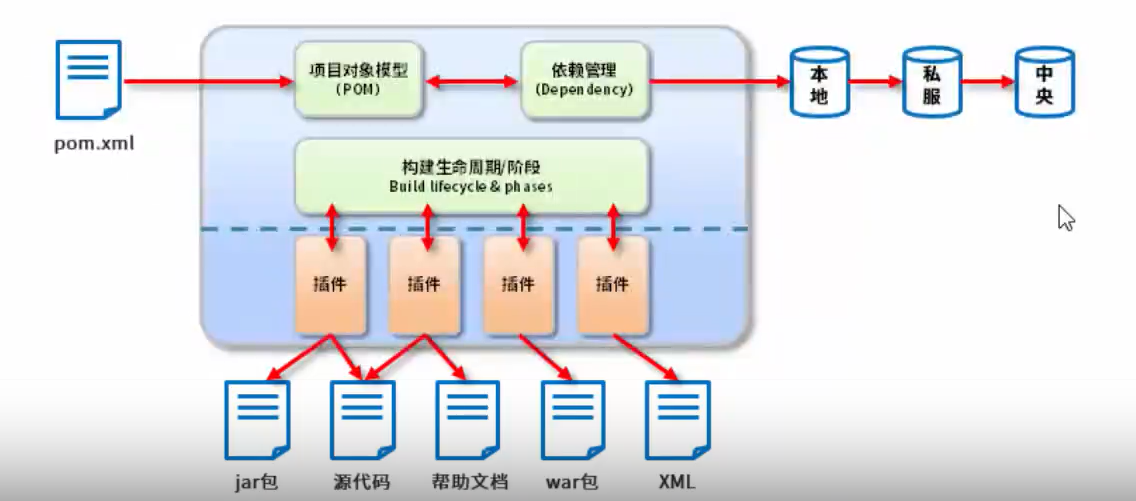 pom.xml
项目对象模型
（POM）
依赖管理
（Dependency）
本
地
私
服
中
央
构建生命周期/阶段
Build lifecycle & phases
插件
插件
插件
插件
jar包
源代码
帮助文档
war包
XML